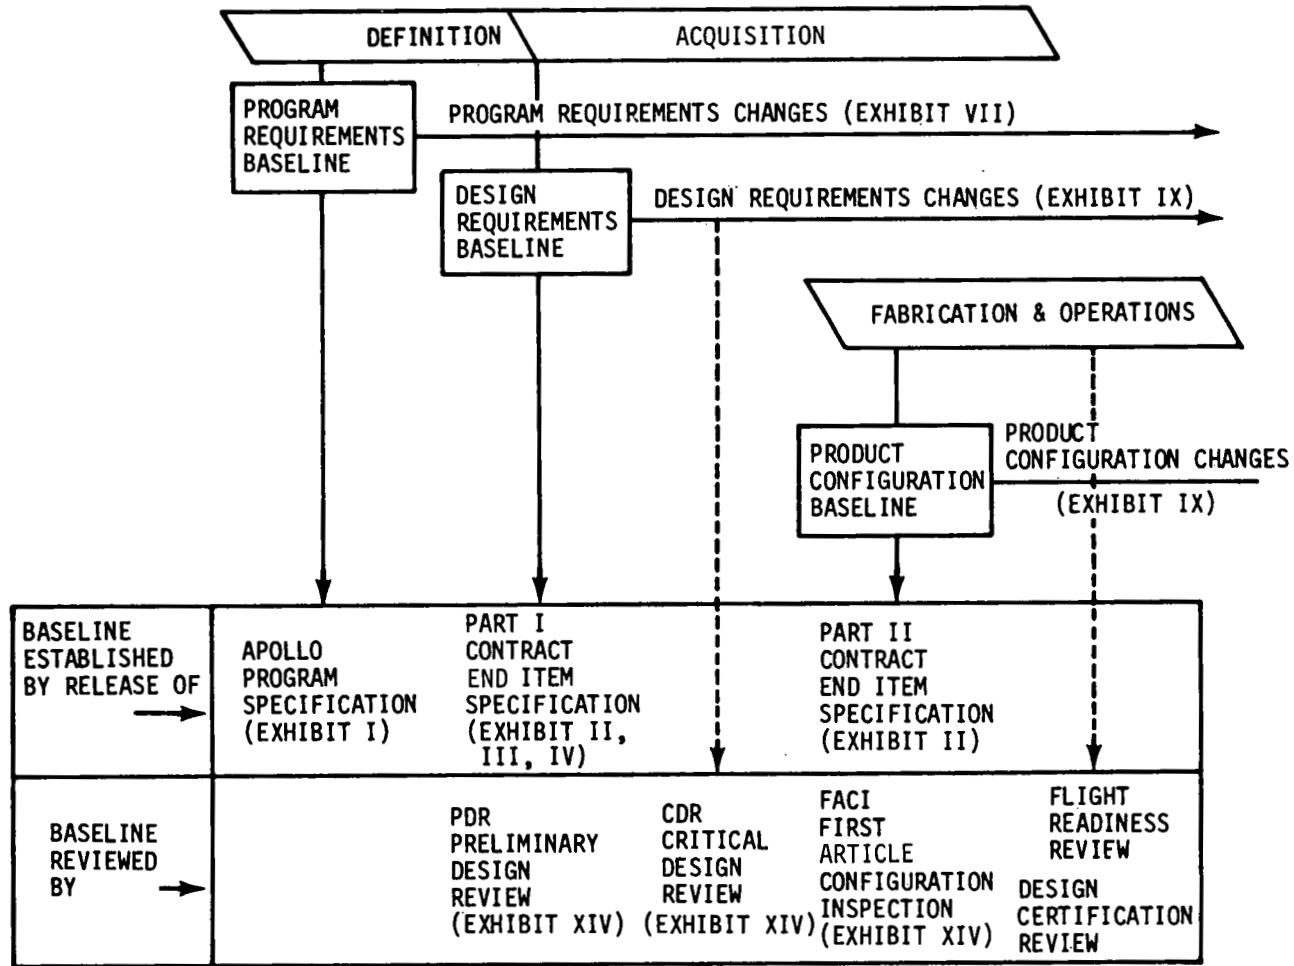 DEFINITION
ACQUISITION
PROGRAM
REQUIREMENTS
BASELINE
PROGRAM REQUIREMENTS CHANGES (EXHIBIT VII)
DESIGN
REQUIREMENTS
BASELINE
DESIGN REQUIREMENTS CHANGES (EXHIBIT IX)
FABRICATION & OPERATIONS
PRODUCT
CONFIGURATION
BASELINE
PRODUCT
CONFIGURATION CHANGES
(EXHIBIT IX)
BASELINE
ESTABLISHED
BY RELEASE OF
APOLLO
PROGRAM
SPECIFICATION
(EXHIBIT I)
PART I
CONTRACT
END ITEM
SPECIFICATION
(EXHIBIT II,
III, IV)
PART II
CONTRACT
END ITEM
SPECIFICATION
(EXHIBIT II)
BASELINE
REVIEWED
BY
PDR
PRELIMINARY
DESIGN
REVIEW
(EXHIBIT XIV)
CDR
CRITICAL
DESIGN
REVIEW
(EXHIBIT XIV)
FACI
FIRST
ARTICLE
CONFIGURATION
INSPECTION
(EXHIBIT XIV)
FLIGHT
READINESS
REVIEW
DESIGN
CERTIFICATION
REVIEW